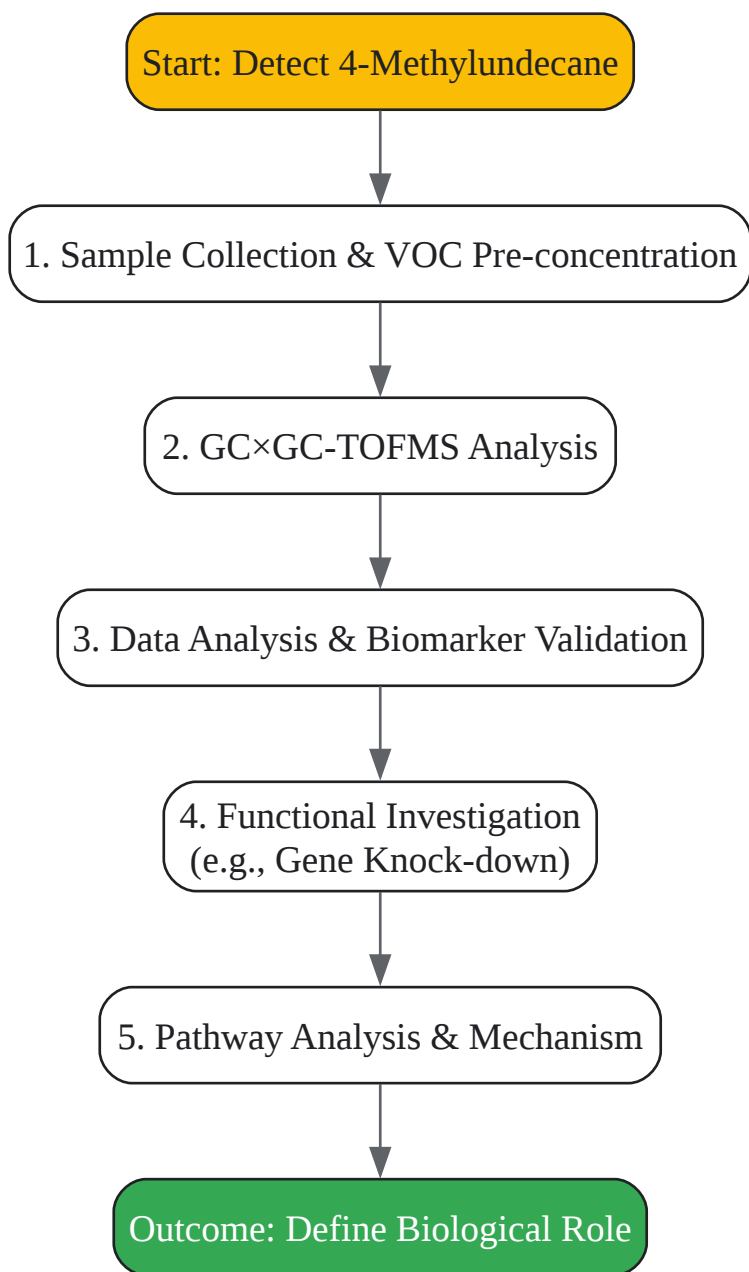 Start: Detect 4-Methylundecane
1. Sample Collection & VOC Pre-concentration
2. GC×GC-TOFMS Analysis
3. Data Analysis & Biomarker Validation
4. Functional Investigation
(e.g., Gene Knock-down)
5. Pathway Analysis & Mechanism
Outcome: Define Biological Role